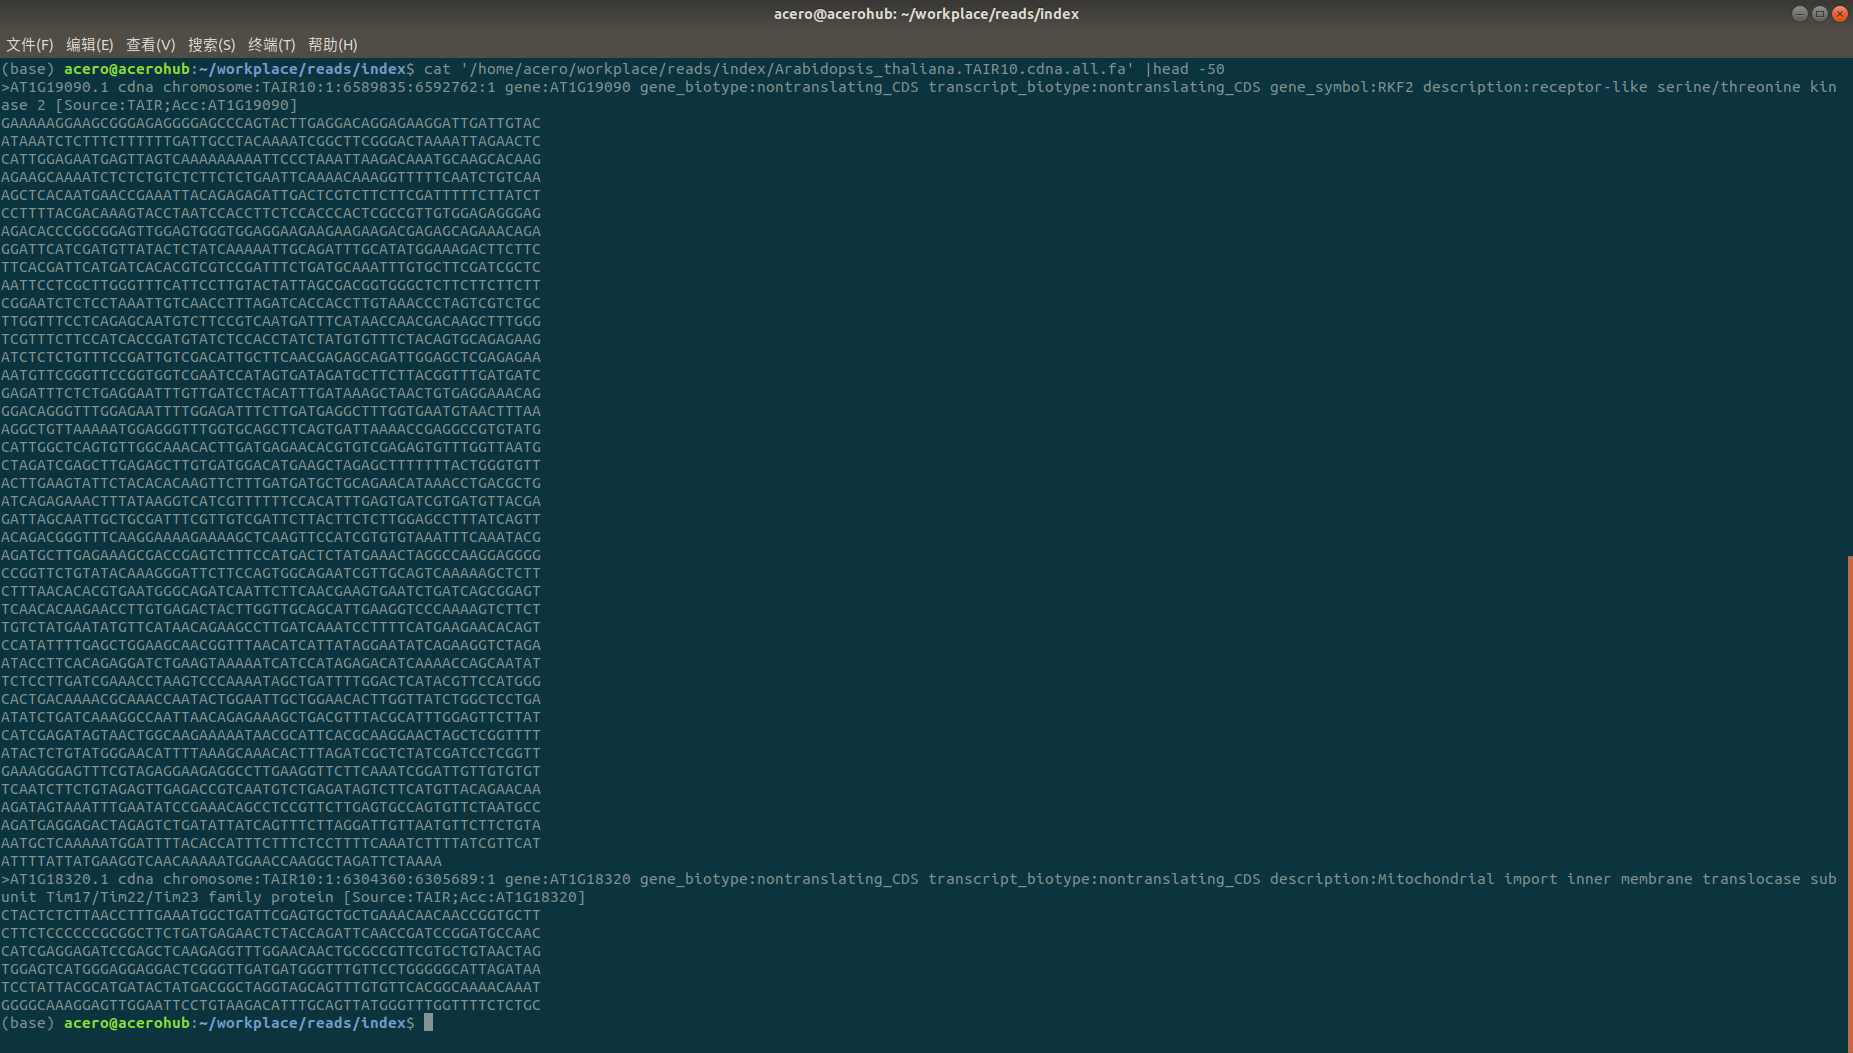 acero@acerohub: ~/workplace/reads/index
文件(F) 编辑(E) 查看(V) 搜索(S) 终端(T) 帮助(H)
(base) acero@acerohub:~/workplace/reads/index$ cat '/home/acero/workplace/reads/index/Arabidopsis_thaliana.TAIR10.cdna.all.fa' |head -50
>AT1G19090.1 cdna chromosome:TAIR10:1:6589835:6592762:1 gene:AT1G19090 gene_biotype:nontranslating_CDS transcript_biotype:nontranslating_CDS gene_symbol:RKF2 description:receptor-like serine/threonine kin
ase 2 [Source:TAIR;Acc:AT1G19090]
GAAAAAGGAAGCGGGAGAGGGGAGCCCAGTACTTGAGGACAGGAGAAGGATTGATTGTAC
ATAAATCTCTTTCTTTTTTGATTGCCTACAAAATCGGCTTCGGGACTAAAATTAGAACTC
CATTGGAGAATGAGTTAGTCAAAAAAAAATTCCCTAAATTAAGACAAATGCAAGCACAAG
AGAAGCAAAATCTCTCTGTCTCTTCTCTGAATTCAAAACAAAGGTTTTTCAATCTGTCAA
AGCTCACAATGAACCGAAATTACAGAGAGATTGACTCGTCTTCTTCGATTTTTCTTATCT
CCTTTTACGACAAAGTACCTAATCCACCTTCTCCACCCACTCGCCGTTGTGGAGAGGGAG
AGACACCCGGCGGAGTTGGAGTGGGTGGAGGAAGAAGAAGAAGACGAGAGCAGAAACAGA
GGATTCATCGATGTTATACTCTATCAAAAATTGCAGATTTGCATATGGAAAGACTTCTTC
TTCACGATTCATGATCACACGTCGTCCGATTTCTGATGCAAATTTGTGCTTCGATCGCTC
AATTCCTCGCTTGGGTTTCATTCCTTGTACTATTAGCGACGGTGGGCTCTTCTTCTTCTT
CGGAATCTCTCCTAAATTGTCAACCTTTAGATCACCACCTTGTAAACCCTAGTCGTCTGC
TTGGTTTCCTCAGAGCAATGTCTTCCGTCAATGATTTCATAACCAACGACAAGCTTTGGG
TCGTTTCTTCCATCACCGATGTATCTCCACCTATCTATGTGTTTCTACAGTGCAGAGAAG
ATCTCTCTGTTTCCGATTGTCGACATTGCTTCAACGAGAGCAGATTGGAGCTCGAGAGAA
AATGTTCGGGTTCCGGTGGTCGAATCCATAGTGATAGATGCTTCTTACGGTTTGATGATC
GAGATTTCTCTGAGGAATTTGTTGATCCTACATTTGATAAAGCTAACTGTGAGGAAACAG
GGACAGGGTTTGGAGAATTTTGGAGATTTCTTGATGAGGCTTTGGTGAATGTAACTTTAA
AGGCTGTTAAAAATGGAGGGTTTGGTGCAGCTTCAGTGATTAAAACCGAGGCCGTGTATG
CATTGGCTCAGTGTTGGCAAACACTTGATGAGAACACGTGTCGAGAGTGTTTGGTTAATG
CTAGATCGAGCTTGAGAGCTTGTGATGGACATGAAGCTAGAGCTTTTTTTACTGGGTGTT
ACTTGAAGTATTCTACACACAAGTTCTTTGATGATGCTGCAGAACATAAACCTGACGCTG
ATCAGAGAAACTTTATAAGGTCATCGTTTTTTCCACATTTGAGTGATCGTGATGTTACGA
GATTAGCAATTGCTGCGATTTCGTTGTCGATTCTTACTTCTCTTGGAGCCTTTATCAGTT
ACAGACGGGTTTCAAGGAAAAGAAAAGCTCAAGTTCCATCGTGTGTAAATTTCAAATACG
AGATGCTTGAGAAAGCGACCGAGTCTTTCCATGACTCTATGAAACTAGGCCAAGGAGGGG
CCGGTTCTGTATACAAAGGGATTCTTCCAGTGGCAGAATCGTTGCAGTCAAAAAGCTCTT
CTTTAACACACGTGAATGGGCAGATCAATTCTTCAACGAAGTGAATCTGATCAGCGGAGT
TCAACACAAGAACCTTGTGAGACTACTTGGTTGCAGCATTGAAGGTCCCAAAAGTCTTCT
TGTCTATGAATATGTTCATAACAGAAGCCTTGATCAAATCCTTTTCATGAAGAACACAGT
CCATATTTTGAGCTGGAAGCAACGGTTTAACATCATTATAGGAATATCAGAAGGTCTAGA
ATACCTTCACAGAGGATCTGAAGTAAAAATCATCCATAGAGACATCAAAACCAGCAATAT
TCTCCTTGATCGAAACCTAAGTCCCAAAATAGCTGATTTTGGACTCATACGTTCCATGGG
CACTGACAAAACGCAAACCAATACTGGAATTGCTGGAACACTTGGTTATCTGGCTCCTGA
ATATCTGATCAAAGGCCAATTAACAGAGAAAGCTGACGTTTACGCATTTGGAGTTCTTAT
CATCGAGATAGTAACTGGCAAGAAAAATAACGCATTCACGCAAGGAACTAGCTCGGTTTT
ATACTCTGTATGGGAACATTTTAAAGCAAACACTTTAGATCGCTCTATCGATCCTCGGTT
GAAAGGGAGTTTCGTAGAGGAAGAGGCCTTGAAGGTTCTTCAAATCGGATTGTTGTGTGT
TCAATCTTCTGTAGAGTTGAGACCGTCAATGTCTGAGATAGTCTTCATGTTACAGAACAA
AGATAGTAAATTTGAATATCCGAAACAGCCTCCGTTCTTGAGTGCCAGTGTTCTAATGCC
AGATGAGGAGACTAGAGTCTGATATTATCAGTTTCTTAGGATTGTTAATGTTCTTCTGTA
AATGCTCAAAAATGGATTTTACACCATTTCTTTCTCCTTTTCAAATCTTTTATCGTTCAT
ATTTTATTATGAAGGTCAACAAAAATGGAACCAAGGCTAGATTCTAAAA
>AT1G18320.1 cdna chromosome:TAIR10:1:6304360:6305689:1 gene:AT1G18320 gene_biotype:nontranslating_CDS transcript_biotype:nontranslating_CDS description:Mitochondrial import inner membrane translocase sub
unit Tim17/Tim22/Tim23 family protein [Source:TAIR;Acc:AT1G18320]
CTACTCTCTTAACCTTTGAAATGGCTGATTCGAGTGCTGCTGAAACAACAACCGGTGCTT
CTTCTCCCCCCGCGGCTTCTGATGAGAACTCTACCAGATTCAACCGATCCGGATGCCAAC
CATCGAGGAGATCCGAGCTCAAGAGGTTTGGAACAACTGCGCCGTTCGTGCTGTAACTAG
TGGAGTCATGGGAGGAGGACTCGGGTTGATGATGGGTTTGTTCCTGGGGGCATTAGATAA
TCCTATTACGCATGATACTATGACGGCTAGGTAGCAGTTTGTGTTCACGGCAAAACAAAT
GGGGCAAAGGAGTTGGAATTCCTGTAAGACATTTGCAGTTATGGGTTTGGTTTTCTCTGC
(base) acero@acerohub:~/workplace/reads/index$